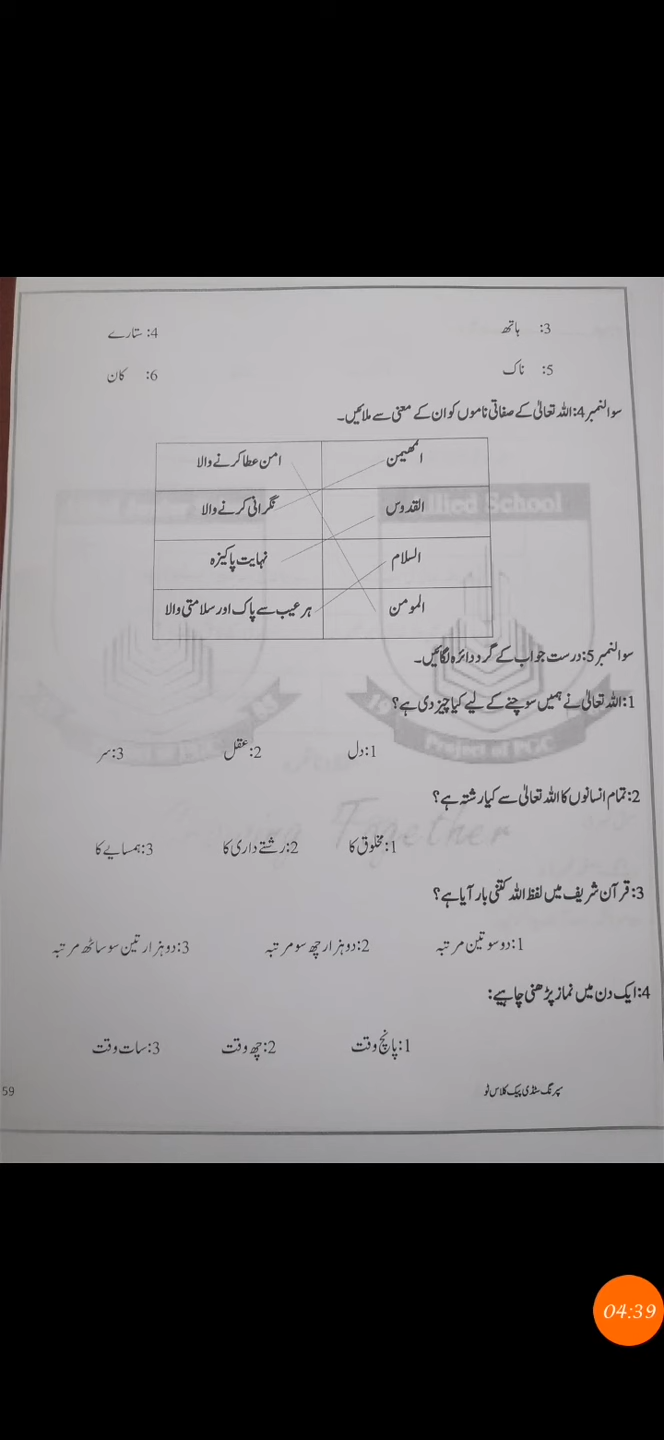 3: ہاتھ 4: ستارے
5: ناک 6: کان
سوالنمبر4: اللہ تعالیٰ کے صفاتی ناموں کو ان کے معنی سے ملائیں۔
المھیمن امن عطا کرنے والا
القدوس نگرانی کرنے والا
السلام نہایت پاکیزہ
المومن ہر عیب سے پاک اور سلامتی والا
Allied School
سوالنمبر5: درست جواب کے گرد دائرہ لگائیں۔
1: اللہ تعالیٰ نے ہمیں سوچنے کے لیے کیا چیز دی ہے؟
Project of PGC
1: دل 2: عقل 3: سر
2: تمام انسانوں کا اللہ تعالیٰ سے کیا رشتہ ہے؟
Together
1: مخلوق کا 2: رشتے داری کا 3: ہمسایے کا
3: قرآن شریف میں لفظ اللہ کتنی بار آیا ہے؟
1: دو سو تین مرتبہ 2: دو ہزار چھ سو مرتبہ 3: دو ہزار تین سو ساٹھ مرتبہ
4: ایک دن میں نماز پڑھنی چاہیے:
1: پانچ وقت 2: چھ وقت 3: سات وقت
سپرنگ سٹڈی پیک کلاس ٹو 59
04:39